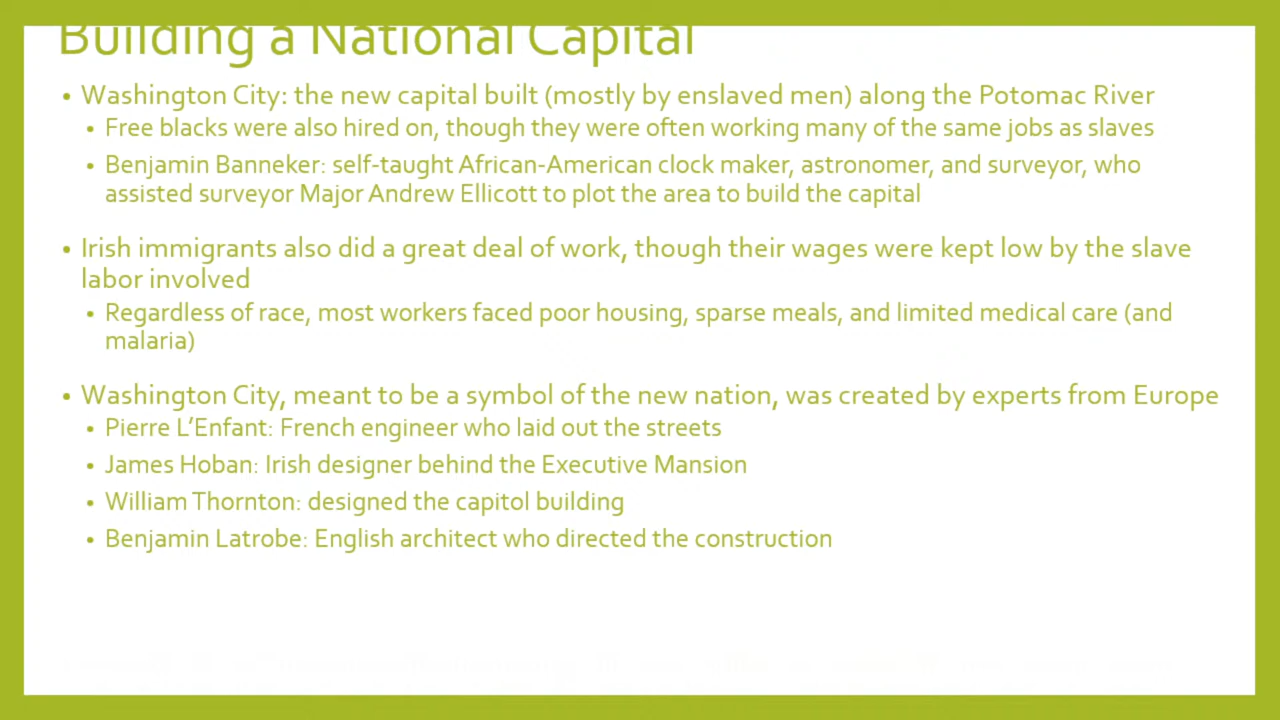 Building a National Capital
• Washington City: the new capital built (mostly by enslaved men) along the Potomac River
• Free blacks were also hired on, though they were often working many of the same jobs as slaves
• Benjamin Banneker: self-taught African-American clock maker, astronomer, and surveyor, who
assisted surveyor Major Andrew Ellicott to plot the area to build the capital
• Irish immigrants also did a great deal of work, though their wages were kept low by the slave
labor involved
• Regardless of race, most workers faced poor housing, sparse meals, and limited medical care (and
malaria)
• Washington City, meant to be a symbol of the new nation, was created by experts from Europe
• Pierre L’Enfant: French engineer who laid out the streets
• James Hoban: Irish designer behind the Executive Mansion
• William Thornton: designed the capitol building
• Benjamin Latrobe: English architect who directed the construction